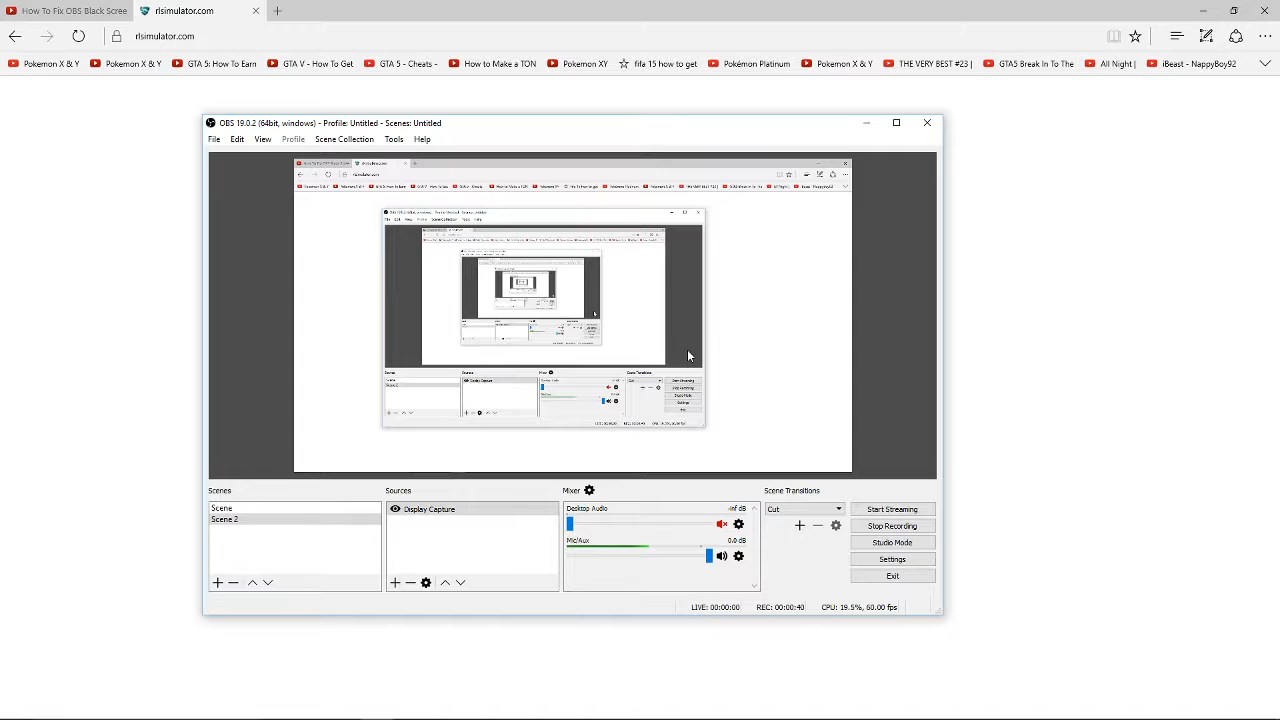 How To Fix OBS Black Scree
rlsimulator.com
rlsimulator.com
Pokemon X & Y
Pokemon X & Y
GTA 5: How To Earn
GTA V - How To Get
GTA 5 - Cheats -
How to Make a TON
Pokemon XY
fifa 15 how to get
Pokémon Platinum
Pokemon X & Y
THE VERY BEST #23 |
GTA5 Break In To The
All Night |
iBeast - NappyBoy92
OBS 19.0.2 (64bit, windows) - Profile: Untitled - Scenes: Untitled
File Edit View Profile Scene Collection Tools Help
Scenes
Scene
Scene 2
Sources
Display Capture
Mixer
Desktop Audio -inf dB
Mic/Aux 0.0 dB
Scene Transitions
Cut
Start Streaming
Stop Recording
Studio Mode
Settings
Exit
LIVE: 00:00:00 REC: 00:00:40 CPU: 19.5%, 60.00 fps